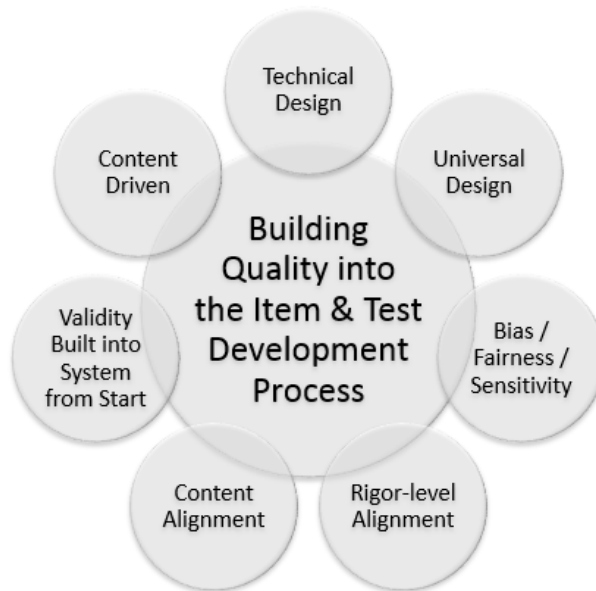 Technical
Design
Universal
Design
Bias /
Fairness /
Sensitivity
Rigor-level
Alignment
Content
Alignment
Validity
Built into
System
from Start
Content
Driven
Building
Quality into
the Item & Test
Development
Process